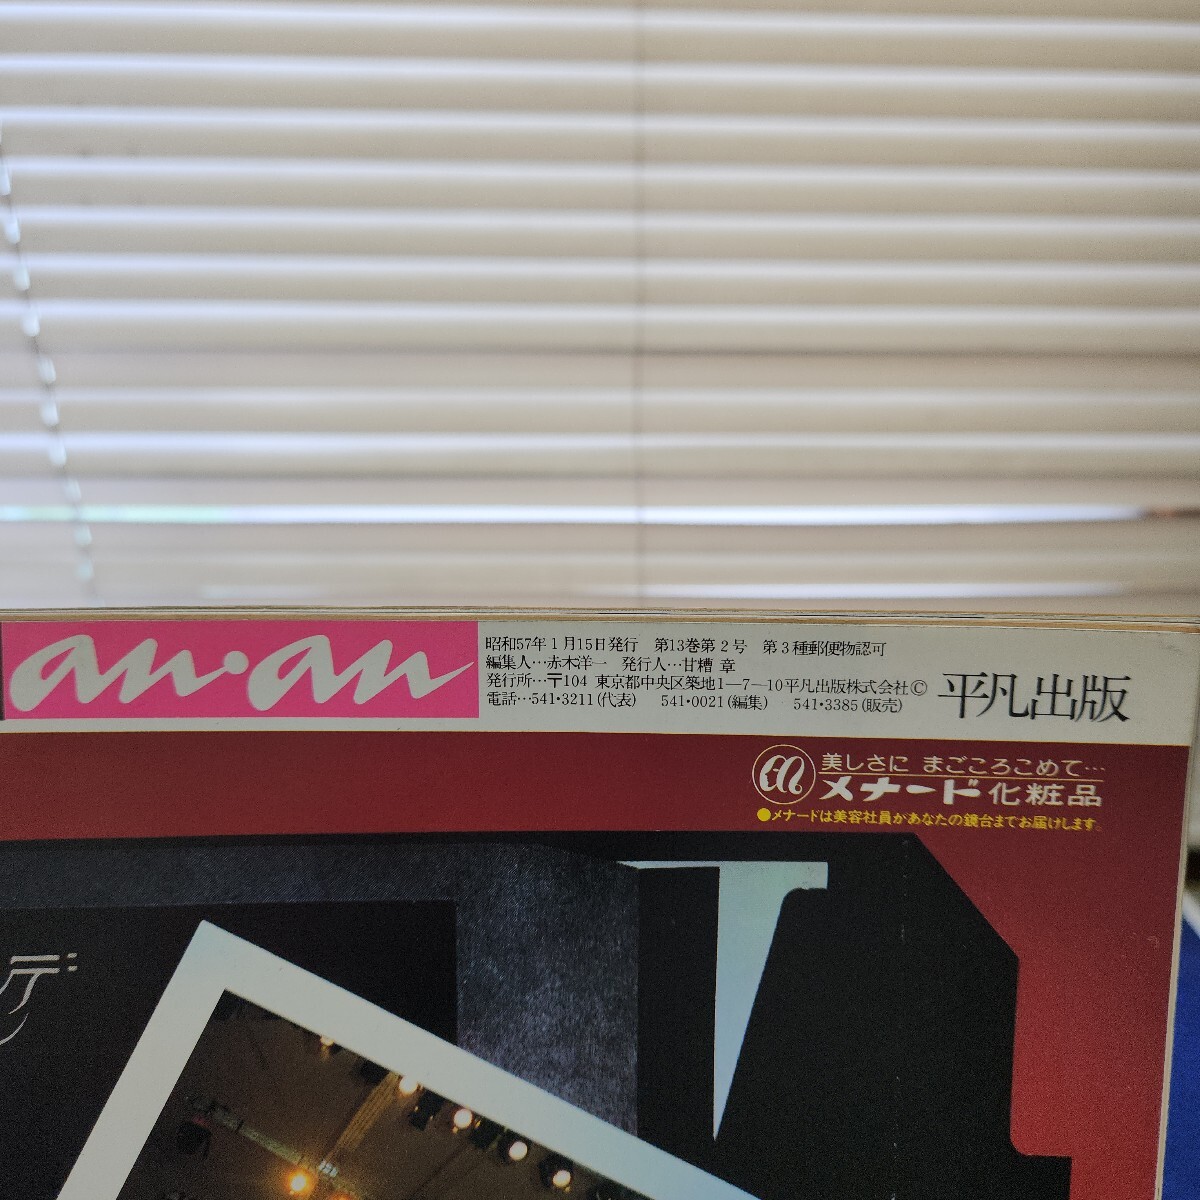 an・an
昭和57年1月15日発行　第13巻第2号　第3種郵便物認可
編集人…赤木洋一　発行人…甘糟 章
発行所…〒104 東京都中央区築地1—7—10平凡出版株式会社©
電話…541・3211(代表)　541・0021(編集)　541・3385(販売)
平凡出版
美しさに まごころこめて…
メナード化粧品
●メナードは美容社員があなたの鏡台までお届けします。
デ